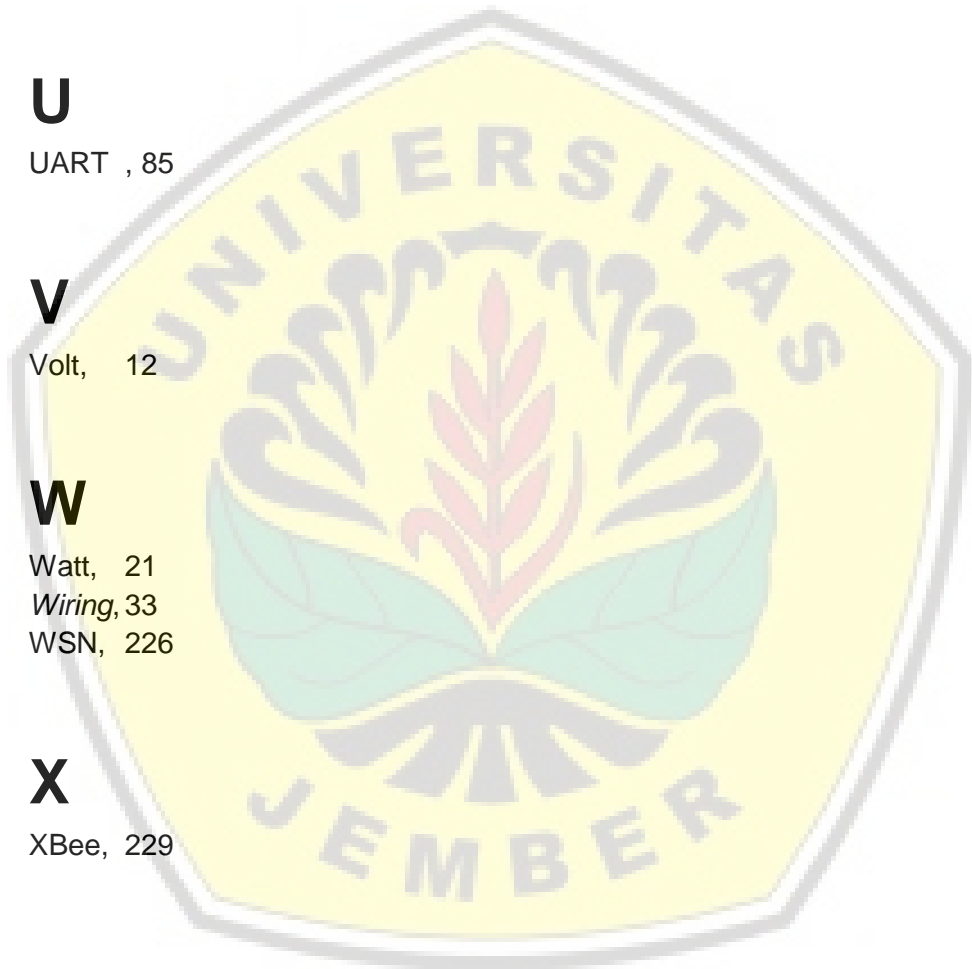 U
UART , 85
V
Volt, 12
W
Watt, 21
Wiring, 33
WSN, 226
X
XBee, 229
UNIVERSITAS
JEMBER